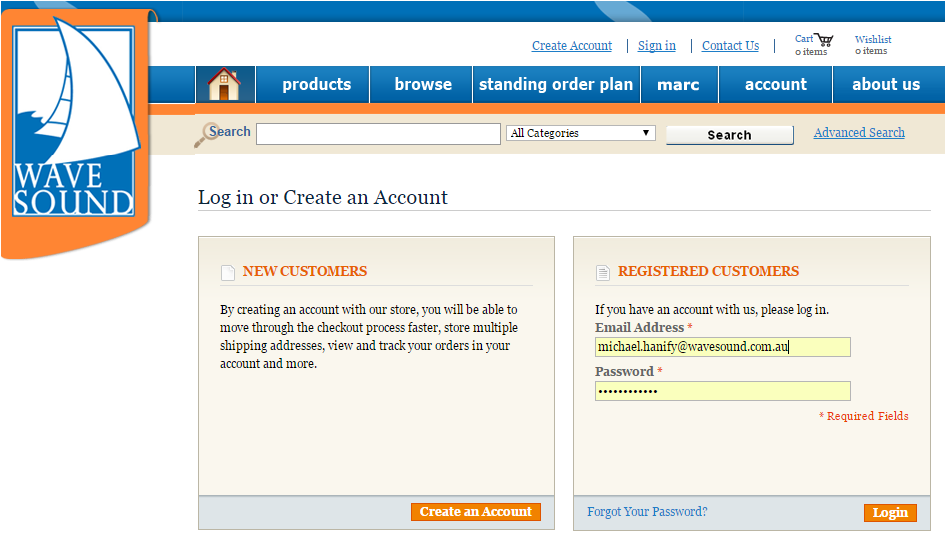 WAVE
SOUND
Create Account
Sign in
Contact Us
Cart
0 items
Wishlist
0 items
products
browse
standing order plan
marc
account
about us
Search
All Categories
Search
Advanced Search
Log in or Create an Account
NEW CUSTOMERS
By creating an account with our store, you will be able to
move through the checkout process faster, store multiple
shipping addresses, view and track your orders in your
account and more.
Create an Account
REGISTERED CUSTOMERS
If you have an account with us, please log in.
Email Address *
michael.hanify@wavesound.com.au
Password *
••••••••••••
* Required Fields
Forgot Your Password?
Login